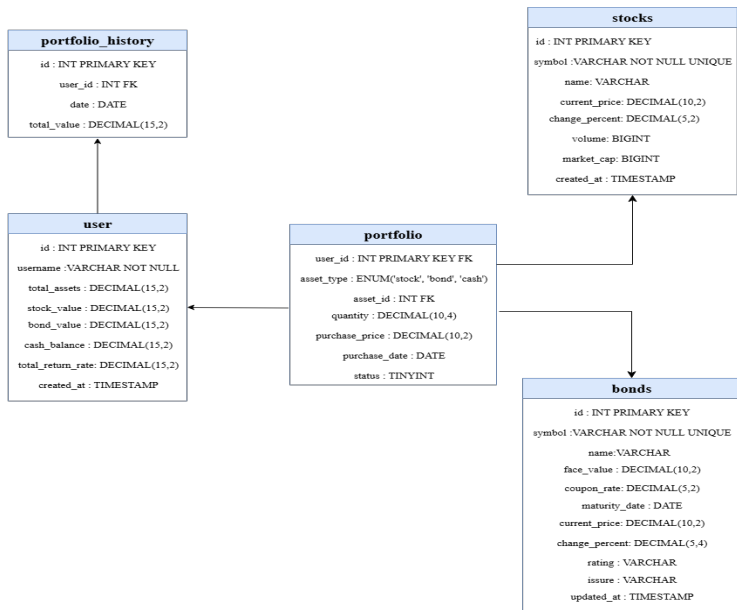 portfolio_history
id : INT PRIMARY KEY
user_id : INT FK
date : DATE
total_value : DECIMAL(15,2)
stocks
id : INT PRIMARY KEY
symbol :VARCHAR NOT NULL UNIQUE
name: VARCHAR
current_price: DECIMAL(10,2)
change_percent: DECIMAL(5,2)
volume: BIGINT
market_cap: BIGINT
created_at : TIMESTAMP
user
id : INT PRIMARY KEY
username :VARCHAR NOT NULL
total_assets : DECIMAL(15,2)
stock_value : DECIMAL(15,2)
bond_value : DECIMAL(15,2)
cash_balance : DECIMAL(15,2)
total_return_rate: DECIMAL(15,2)
created_at : TIMESTAMP
portfolio
user_id : INT PRIMARY KEY FK
asset_type : ENUM('stock', 'bond', 'cash')
asset_id : INT FK
quantity : DECIMAL(10,4)
purchase_price : DECIMAL(10,2)
purchase_date : DATE
status : TINYINT
bonds
id : INT PRIMARY KEY
symbol :VARCHAR NOT NULL UNIQUE
name:VARCHAR
face_value : DECIMAL(10,2)
coupon_rate: DECIMAL(5,2)
maturity_date : DATE
current_price: DECIMAL(10,2)
change_percent: DECIMAL(5,4)
rating : VARCHAR
issure : VARCHAR
updated_at : TIMESTAMP